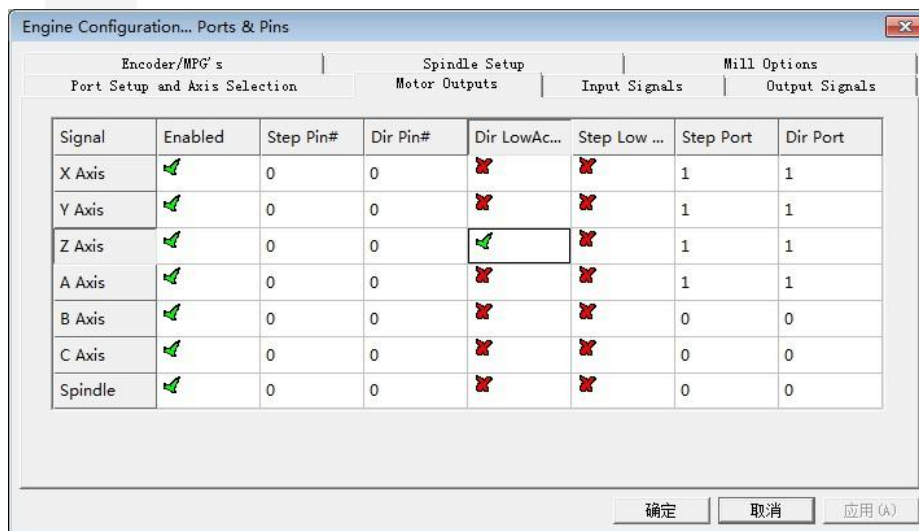 Engine Configuration... Ports & Pins
Encoder/MPG's Spindle Setup Mill Options
Port Setup and Axis Selection Motor Outputs Input Signals Output Signals
Signal Enabled Step Pin# Dir Pin# Dir LowAc... Step Low ... Step Port Dir Port
X Axis 0 0 1 1
Y Axis 0 0 1 1
Z Axis 0 0 1 1
A Axis 0 0 1 1
B Axis 0 0 0 0
C Axis 0 0 0 0
Spindle 0 0 0 0
确定 取消 应用(A)